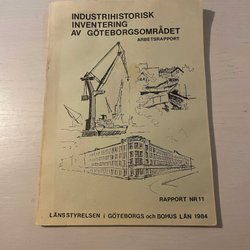 INDUSTRIHISTORISK
INVENTERING
AV GÖTEBORGSOMRÅDET
ARBETSRAPPORT
RAPPORT NR 11
LÄNSSTYRELSEN i GÖTEBORGS och BOHUS LÄN 1984